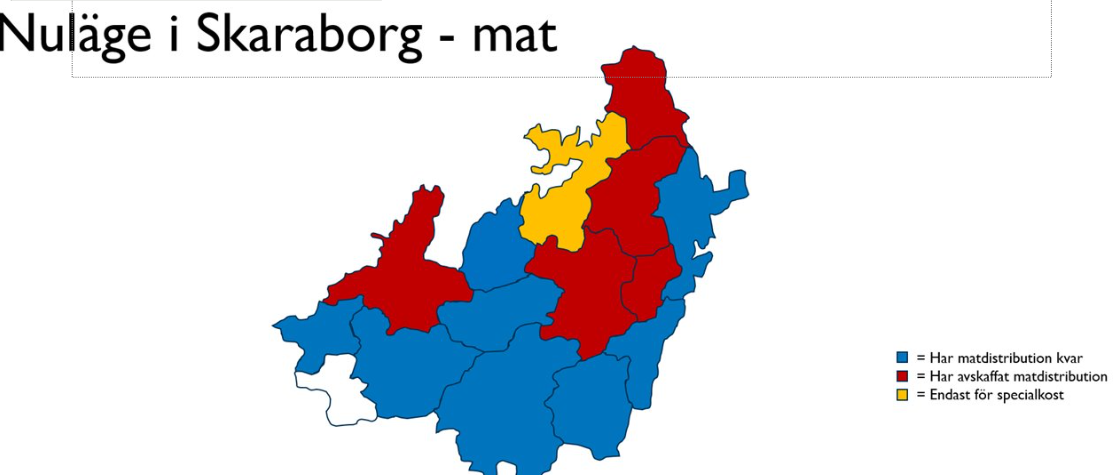 Nuläge i Skaraborg - mat
= Har matdistribution kvar
= Har avskaffat matdistribution
= Endast för specialkost